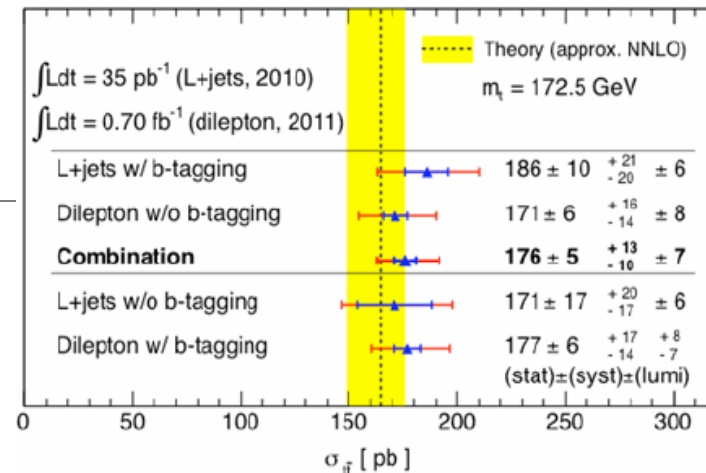 Theory (approx. NNLO)
∫Ldt = 35 pb⁻¹ (L+jets, 2010)
mₜ = 172.5 GeV
∫Ldt = 0.70 fb⁻¹ (dilepton, 2011)
L+jets w/ b-tagging 186 ± 10 + 21 - 20 ± 6
Dilepton w/o b-tagging 171 ± 6 + 16 - 14 ± 8
Combination 176 ± 5 + 13 - 10 ± 7
L+jets w/o b-tagging 171 ± 17 + 20 - 17 ± 6
Dilepton w/ b-tagging 177 ± 6 + 17 - 14 + 8 - 7
(stat)±(syst)±(lumi)
0 50 100 150 200 250 300
σ_tt̄ [ pb ]